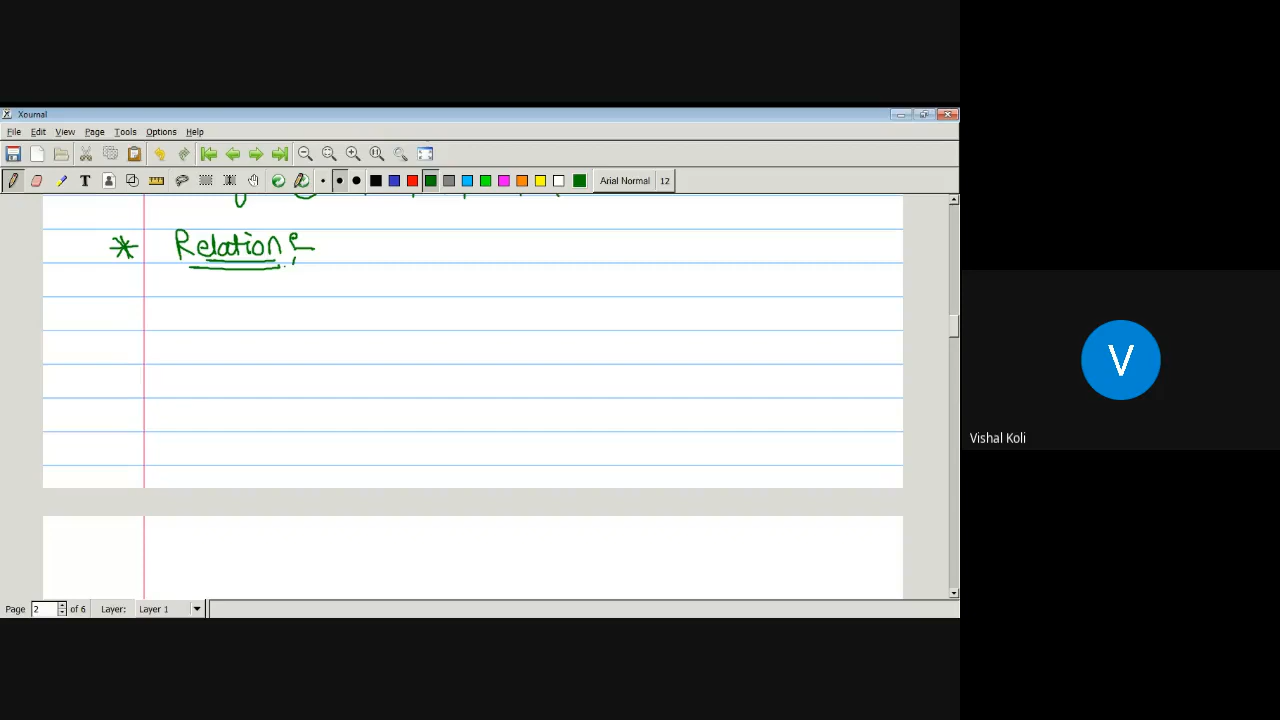 Xournal
File Edit View Page Tools Options Help
T Arial Normal 12
* Relation :-
V
Vishal Koli
Page 2 of 6 Layer: Layer 1